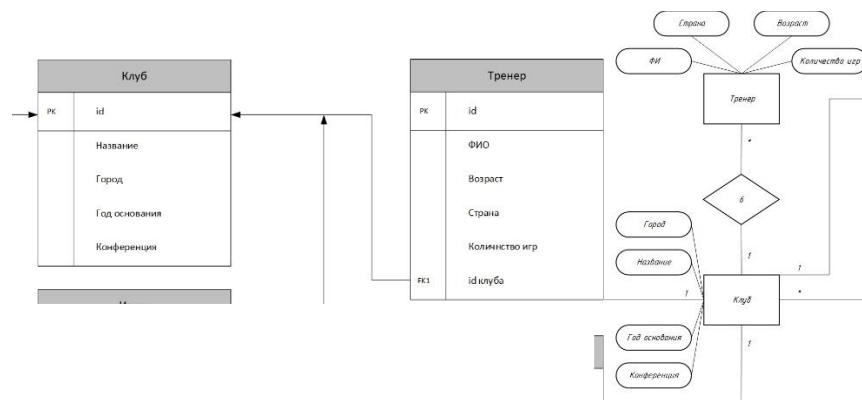 Клуб
PK id
Название
Город
Год основания
Конференция
Тренер
PK id
ФИО
Возраст
Страна
Количнство игр
FK1 id клуба
Страна
Возраст
ФИ
Количество игр
Тренер
*
в
Город
Название
1
1
1
Клуб
*
Год основания
1
Конференция